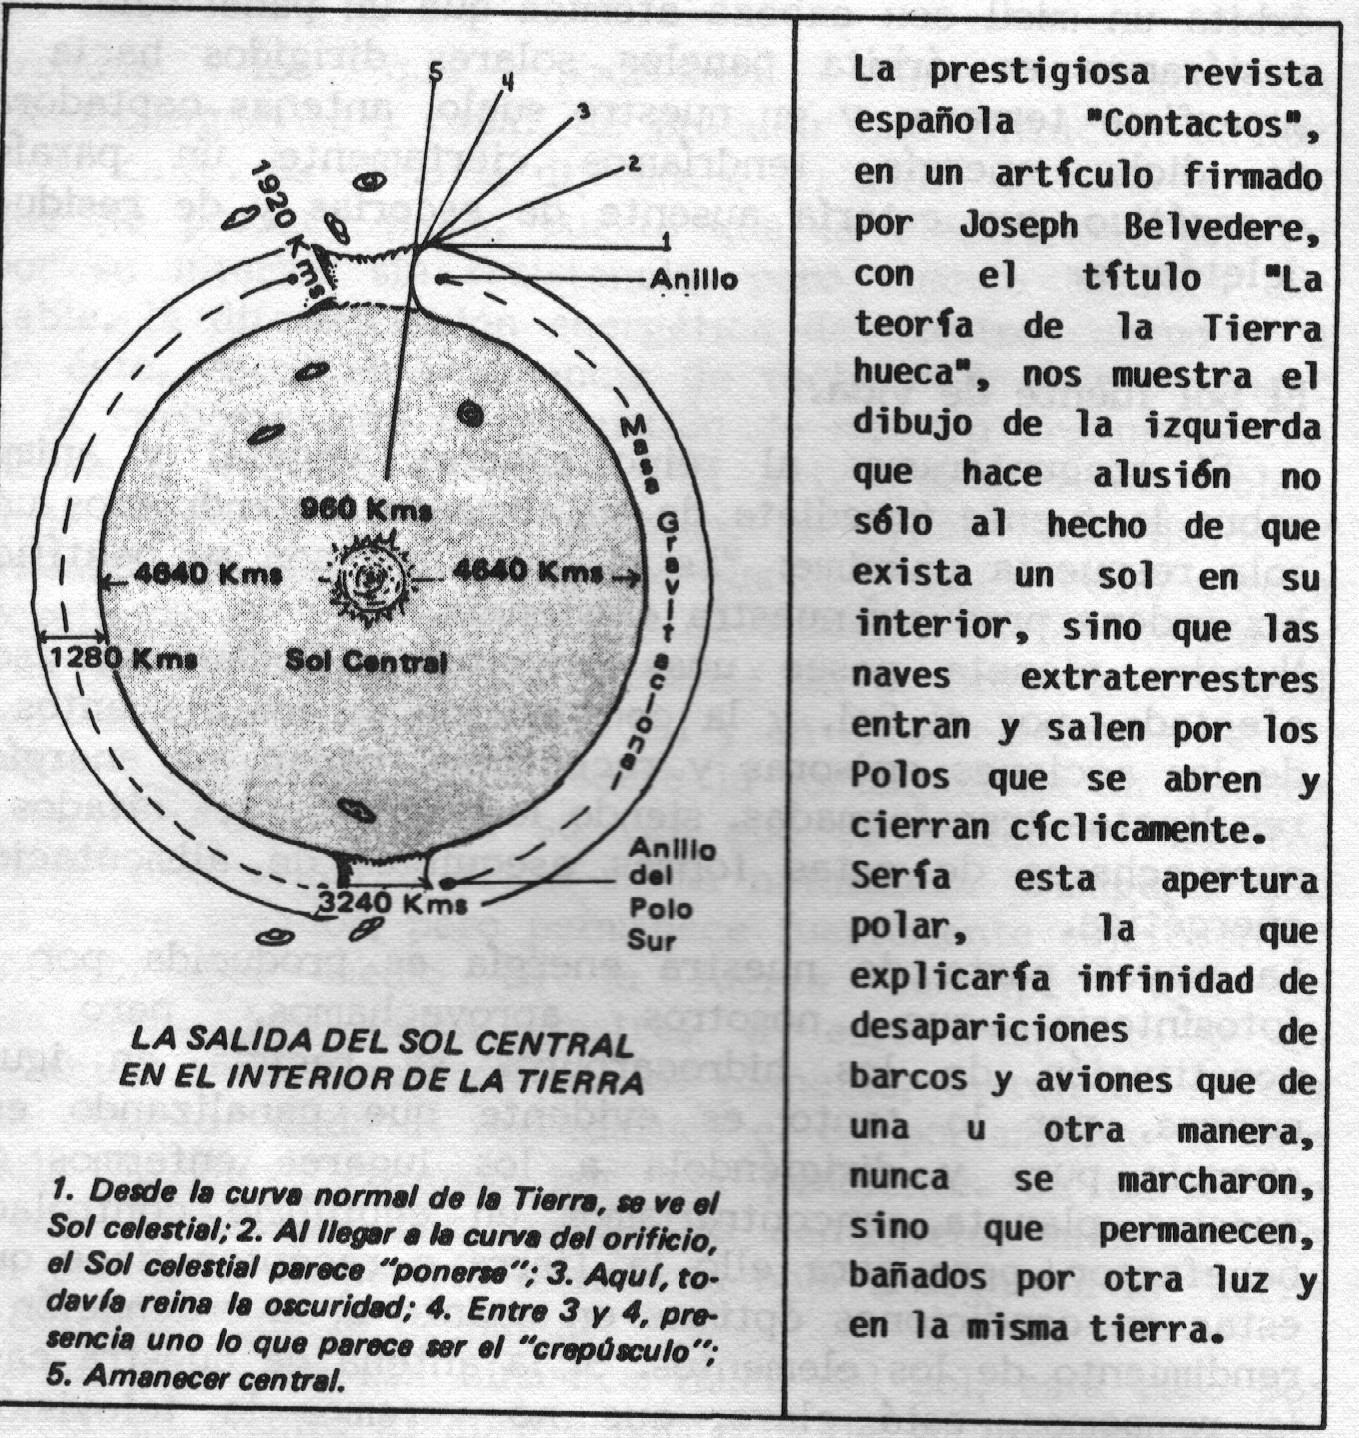 5
4
3
2
1
1920 Kms
Anillo
Masa Gravitacional
960 Kms
4640 Kms
4640 Kms
1280 Kms
Sol Central
Anillo
del
Polo
Sur
3240 Kms
LA SALIDA DEL SOL CENTRAL
EN EL INTERIOR DE LA TIERRA
1. Desde la curva normal de la Tierra, se ve el
Sol celestial; 2. Al llegar a la curva del orificio,
el Sol celestial parece "ponerse"; 3. Aquí, to-
davía reina la oscuridad; 4. Entre 3 y 4, pre-
sencia uno lo que parece ser el "crepúsculo";
5. Amanecer central.
La prestigiosa revista
española "Contactos",
en un artículo firmado
por Joseph Belvedere,
con el título "La
teoría de la Tierra
hueca", nos muestra el
dibujo de la izquierda
que hace alusión no
sólo al hecho de que
exista un sol en su
interior, sino que las
naves extraterrestres
entran y salen por los
Polos que se abren y
cierran cíclicamente.
Sería esta apertura
polar, la que
explicaría infinidad de
desapariciones de
barcos y aviones que de
una u otra manera,
nunca se marcharon,
sino que permanecen,
bañados por otra luz y
en la misma tierra.